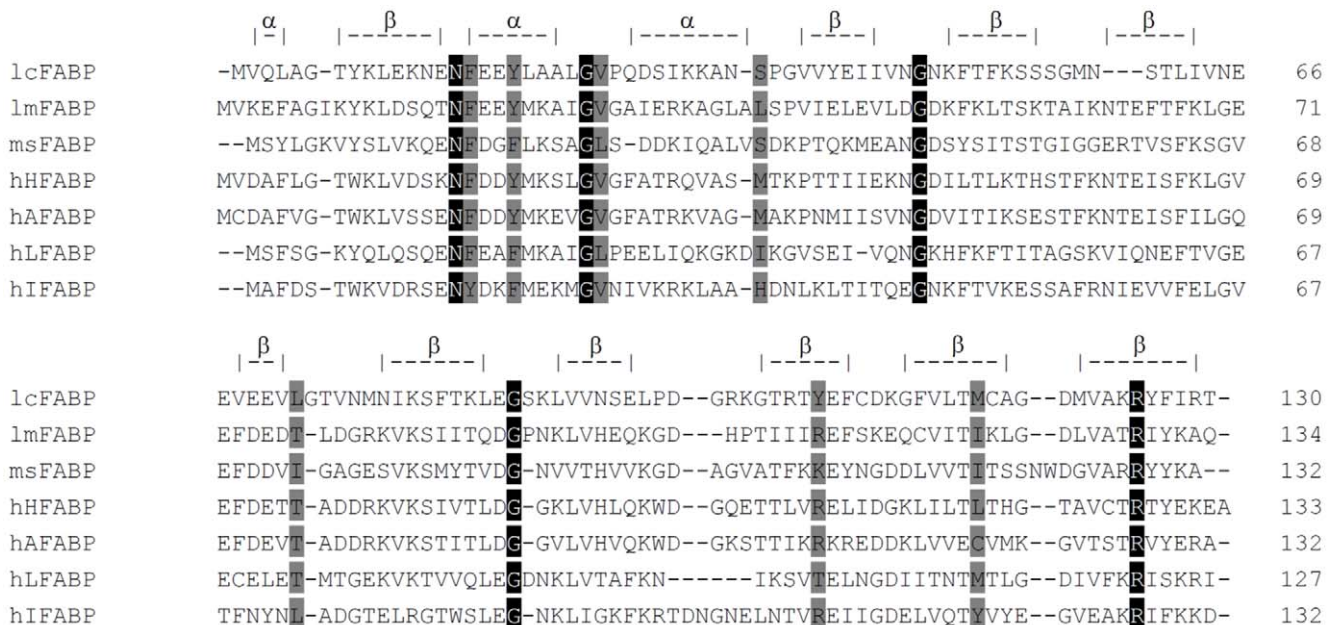 α β α α β β β
|--| |------| |-----| |-------| |----| |-----| |-----|
lcFABP -MVQLAG-TYKLEKNENFEEYLAALGVPQDSIKKAN-SPGVVYEIIVNGNKFTFKSSSGMN---STLIVNE 66
lmFABP MVKEFAGIKYKLDSQTNFEEYMKAIGVGAIERKAGLALSPVIELEVLDGDKFKLTSKTAIKNTEFTFKLGE 71
msFABP --MSYLGKVYSLVKQENFDGFLKSAGLS-DDKIQALVSDKPTQKMEANGDSYSITSTGIGGERTVSFKSGV 68
hHFABP MVDAFLG-TWKLVDSKNFDDYMKSLGVGFATRQVAS-MTKPTTIIEKNGDILTLKTHSTFKNTEISFKLGV 69
hAFABP MCDAFVG-TWKLVSSENFDDYMKEVGVGFATRKVAG-MAKPNMIISVNGDVITIKSESTFKNTEISFILGQ 69
hLFABP --MSFSG-KYQLQSQENFEAFMKAIGLPEELIQKGKDIKGVSEI-VQNGKHFKFTITAGSKVIQNEFTVGE 67
hIFABP --MAFDS-TWKVDRSENYDKFMEKMGVNIVKRKLAA-HDNLKLTITQEGNKFTVKESSAFRNIEVVFELGV 67
β β β β β β
|--| |------| |----| |-----| |------| |-------|
lcFABP EVEEVLGTVNMNIKSFTKLEGSKLVVNSELPD--GRKGTRTYEFCDKGFVLTMCAG--DMVAKRYFIRT- 130
lmFABP EFDEDT-LDGRKVKSIITQDGPNKLVHEQKGD---HPTIIIREFSKEQCVITIKLG--DLVATRIYKAQ- 134
msFABP EFDDVI-GAGESVKSMYTVDG-NVVTHVVKGD--AGVATFKKEYNGDDLVVTITSSNWDGVARRYYKA-- 132
hHFABP EFDETT-ADDRKVKSIVTLDGGKLVHLQKWD--GQETTLVRELIDGKLILTLTHG--TAVCTRTYEKEA 133
hAFABP EFDEVT-ADDRKVKSTITLDG-GVLVHVQKWD--GKSTTIKRKREDDKLVVECVMK--GVTSTRVYERA- 132
hLFABP ECELET-MTGEKVKTVVQLEGDNKLVTAFKN------IKSVTELNGDIITNTMTLG--DIVFKRISKRI- 127
hIFABP TFNYNL-ADGTELRGTWSLEG-NKLIGKFKRTDNGNELNTVREIIGDELVQTYVYE--GVEAKRIFKKD- 132